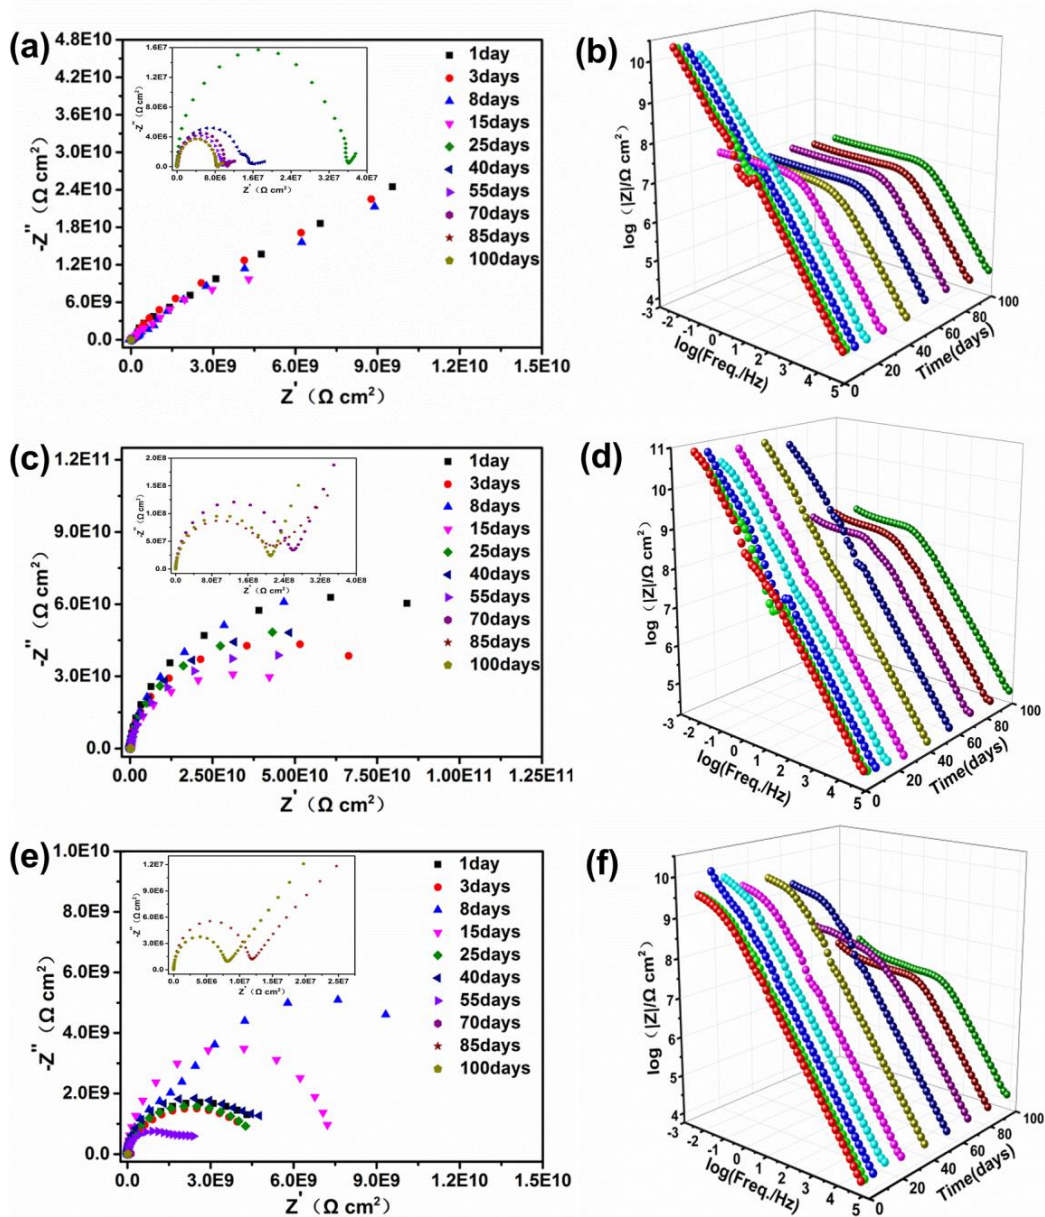 (a)
4.8E10
4.2E10
3.6E10
3.0E10
2.4E10
1.8E10
1.2E10
6.0E9
0.0
-Z" (Ω cm²)
0.0
3.0E9
6.0E9
9.0E9
1.2E10
1.5E10
Z' (Ω cm²)
1.6E7
1.2E7
8.0E6
4.0E6
0.0
-Z" (Ω cm²)
0.0
8.0E6
1.6E7
2.4E7
3.2E7
4.0E7
Z' (Ω cm²)
1day
3days
8days
15days
25days
40days
55days
70days
85days
100days
(b)
10
9
8
7
6
5
4
log (|Z|/Ω cm²)
-3
-2
-1
0
1
2
3
4
5
log(Freq./Hz)
0
20
40
60
80
100
Time(days)
(c)
1.2E11
9.0E10
6.0E10
3.0E10
0.0
-Z" (Ω cm²)
0.00
2.50E10
5.00E10
7.50E10
1.00E11
1.25E11
Z' (Ω cm²)
2.0E8
1.5E8
1.0E8
5.0E7
0.0
-Z" (Ω cm²)
0.0
8.0E7
1.6E8
2.4E8
3.2E8
4.0E8
Z' (Ω cm²)
1day
3days
8days
15days
25days
40days
55days
70days
85days
100days
(d)
11
10
9
8
7
6
5
log (|Z|/Ω cm²)
-3
-2
-1
0
1
2
3
4
5
log(Freq./Hz)
0
20
40
60
80
100
Time(days)
(e)
1.0E10
8.0E9
6.0E9
4.0E9
2.0E9
0.0
-Z" (Ω cm²)
0.0
2.0E9
4.0E9
6.0E9
8.0E9
1.0E10
Z' (Ω cm²)
1.2E7
9.0E6
6.0E6
3.0E6
0.0
-Z" (Ω cm²)
0.0
5.0E6
1.0E7
1.5E7
2.0E7
2.5E7
Z' (Ω cm²)
1day
3days
8days
15days
25days
40days
55days
70days
85days
100days
(f)
10
9
8
7
6
5
4
log (|Z|/Ω cm²)
-3
-2
-1
0
1
2
3
4
5
log(Freq./Hz)
0
20
40
60
80
100
Time(days)